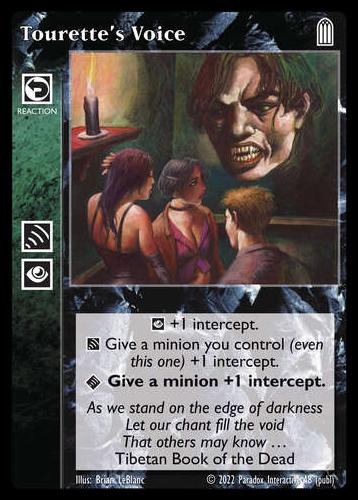 Tourette's Voice
REACTION
+1 intercept.
Give a minion you control (even
this one) +1 intercept.
Give a minion +1 intercept.
As we stand on the edge of darkness
Let our chant fill the void
That others may know …
Tibetan Book of the Dead
Illus: Brian LeBlanc © 2022 Paradox Interactive AB (publ)